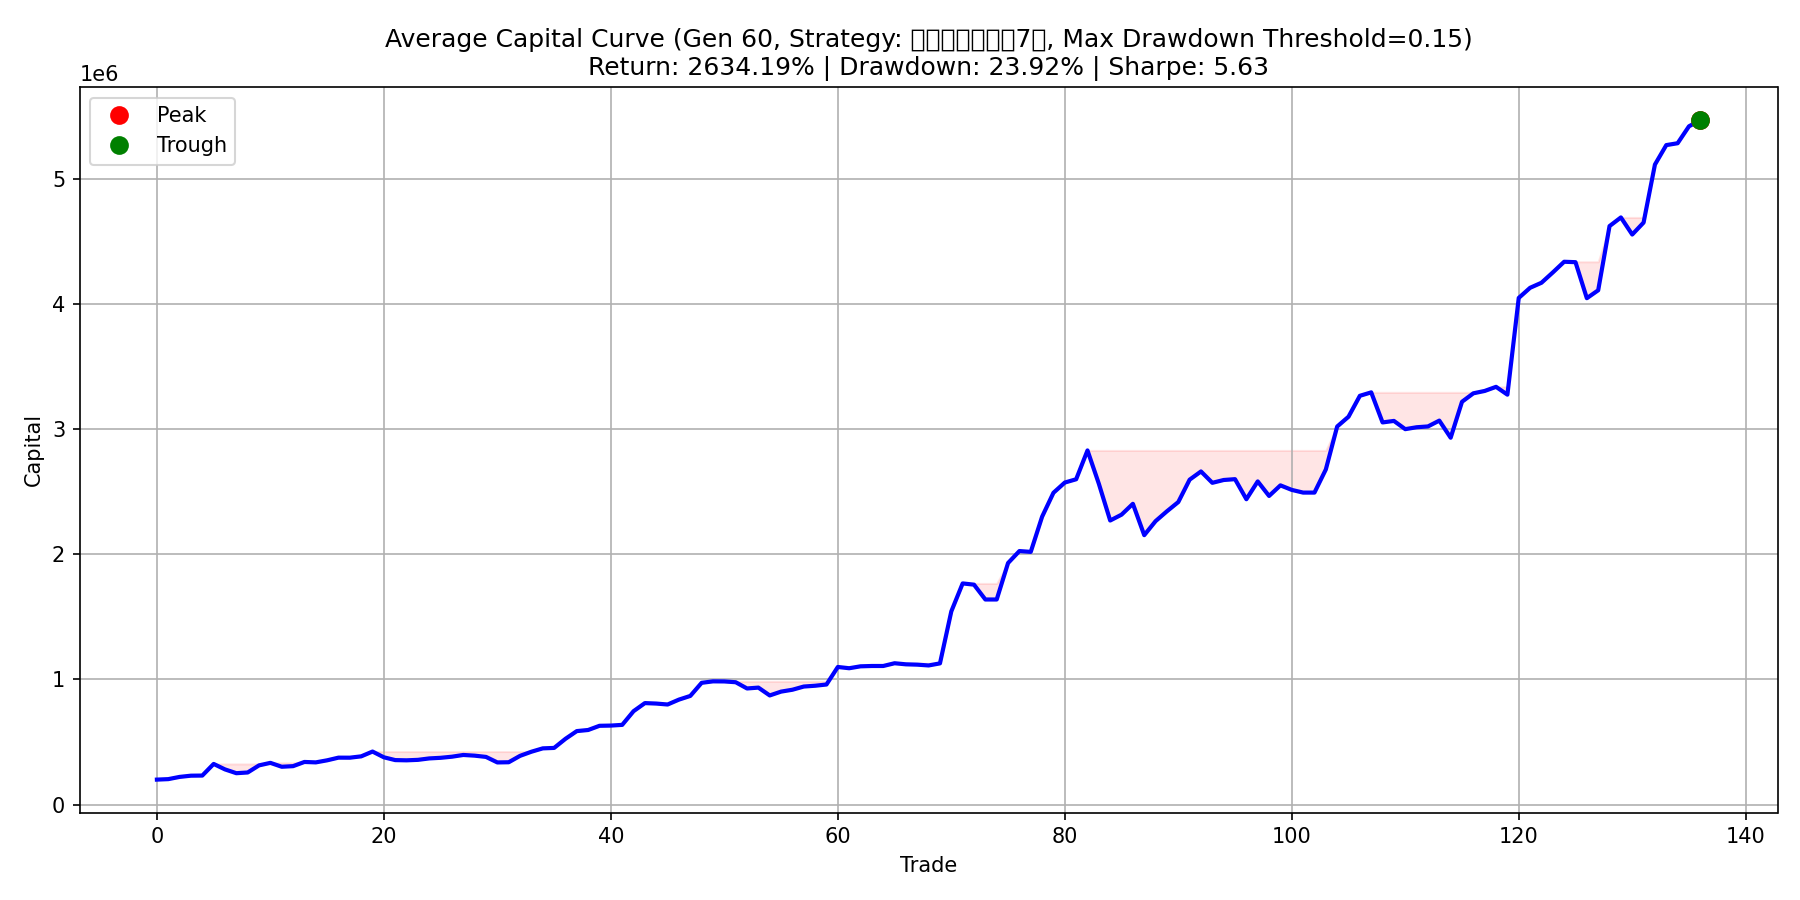 Average Capital Curve (Gen 60, Strategy: □□□□□□□7□, Max Drawdown Threshold=0.15)
Return: 2634.19% | Drawdown: 23.92% | Sharpe: 5.63
1e6
Peak
Trough
5
4
3
2
1
0
Capital
0 20 40 60 80 100 120 140
Trade